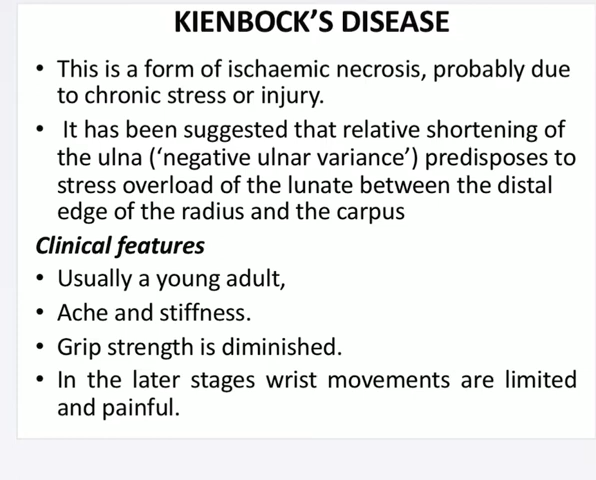 KIENBOCK'S DISEASE
• This is a form of ischaemic necrosis, probably due
to chronic stress or injury.
• It has been suggested that relative shortening of
the ulna (‘negative ulnar variance’) predisposes to
stress overload of the lunate between the distal
edge of the radius and the carpus
Clinical features
• Usually a young adult,
• Ache and stiffness.
• Grip strength is diminished.
• In the later stages wrist movements are limited
and painful.